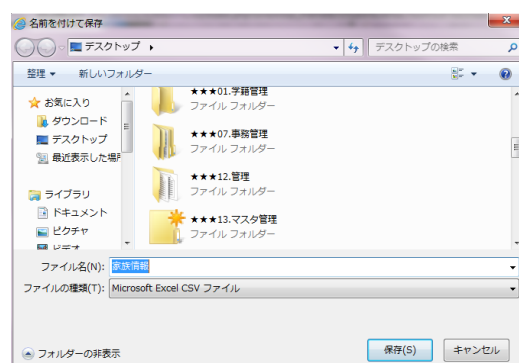 名前を付けて保存
デスクトップ
デスクトップの検索
整理 新しいフォルダー
お気に入り
ダウンロード
デスクトップ
最近表示した場所
ライブラリ
ドキュメント
ピクチャ
ビデオ
★★★01.学籍管理
ファイル フォルダー
★★★07.事務管理
ファイル フォルダー
★★★12.管理
ファイル フォルダー
★★★13.マスタ管理
ファイル フォルダー
ファイル名(N): 家族情報
ファイルの種類(T): Microsoft Excel CSV ファイル
フォルダーの非表示
保存(S) キャンセル